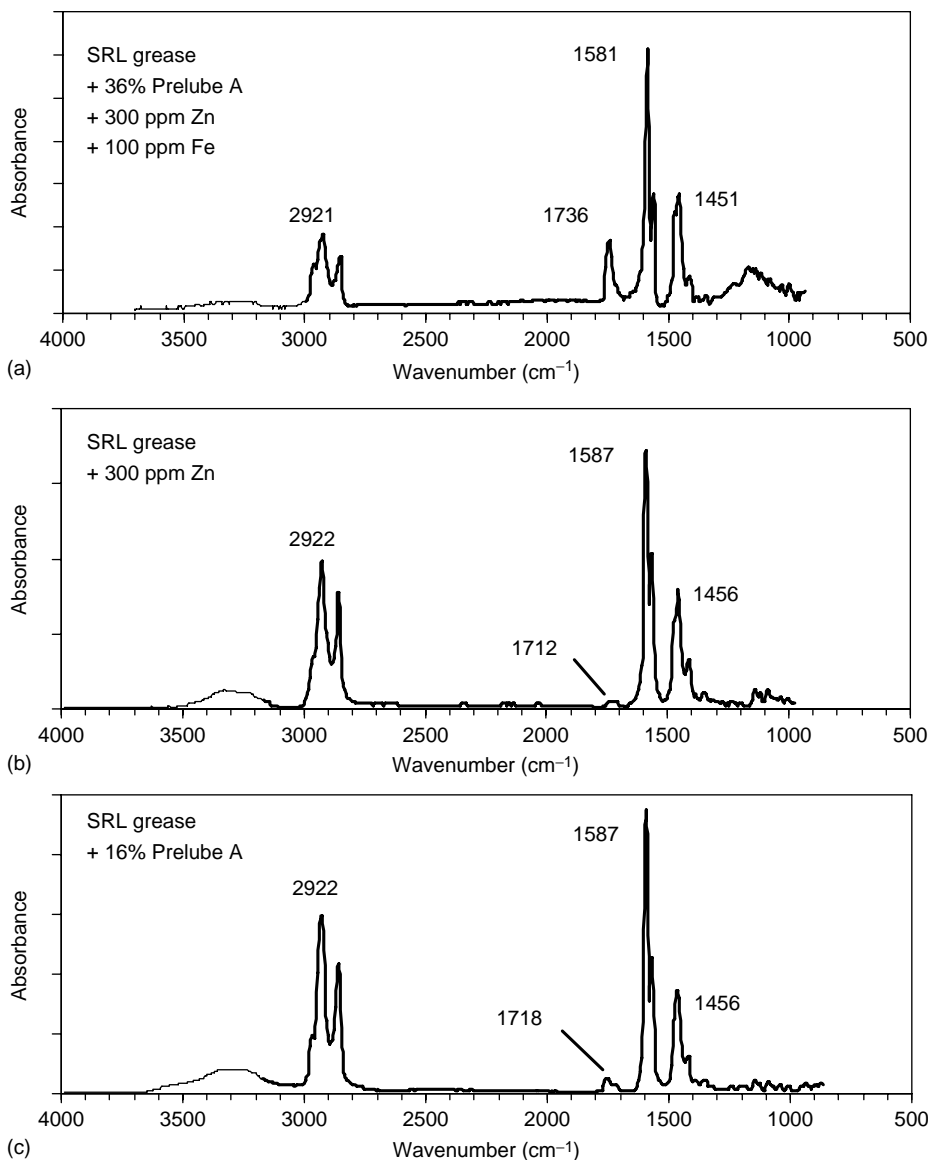 SRL grease
+ 36% Prelube A
+ 300 ppm Zn
+ 100 ppm Fe
1581
2921
1736
1451
Absorbance
4000 3500 3000 2500 2000 1500 1000 500
(a)
Wavenumber (cm⁻¹)
SRL grease
+ 300 ppm Zn
1587
2922
1456
1712
Absorbance
4000 3500 3000 2500 2000 1500 1000 500
(b)
Wavenumber (cm⁻¹)
SRL grease
+ 16% Prelube A
1587
2922
1718
1456
Absorbance
4000 3500 3000 2500 2000 1500 1000 500
(c)
Wavenumber (cm⁻¹)